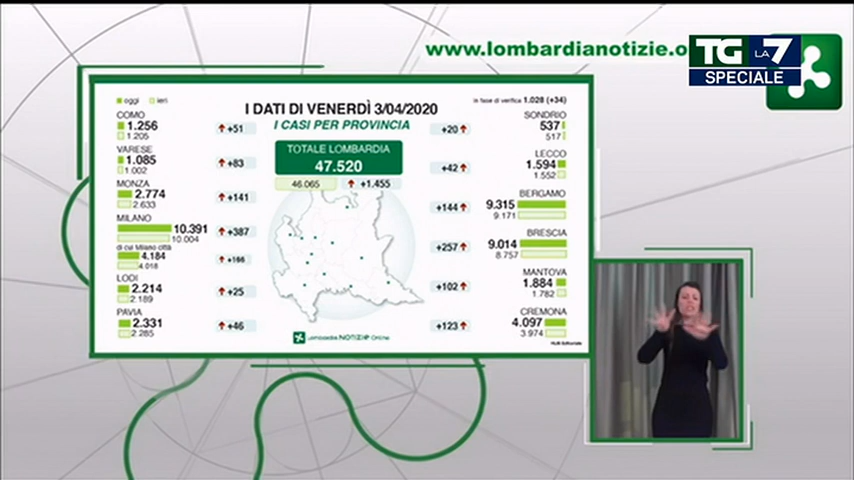 www.lombardianotizie.o
TG LA 7
SPECIALE
oggi ieri
I DATI DI VENERDÌ 3/04/2020
in fase di verifica 1.028 (+34)
I CASI PER PROVINCIA
TOTALE LOMBARDIA
47.520
46.065 +1.455
COMO
1.256
1.205
+51
VARESE
1.085
1.002
+83
MONZA
2.774
2.633
+141
MILANO
10.391
10.004
+387
di cui Milano città
4.184
4.018
+166
LODI
2.214
2.189
+25
PAVIA
2.331
2.285
+46
SONDRIO
537
517
+20
LECCO
1.594
1.552
+42
BERGAMO
9.315
9.171
+144
BRESCIA
9.014
8.757
+257
MANTOVA
1.884
1.782
+102
CREMONA
4.097
3.974
+123
Lombardia NOTIZIE Online